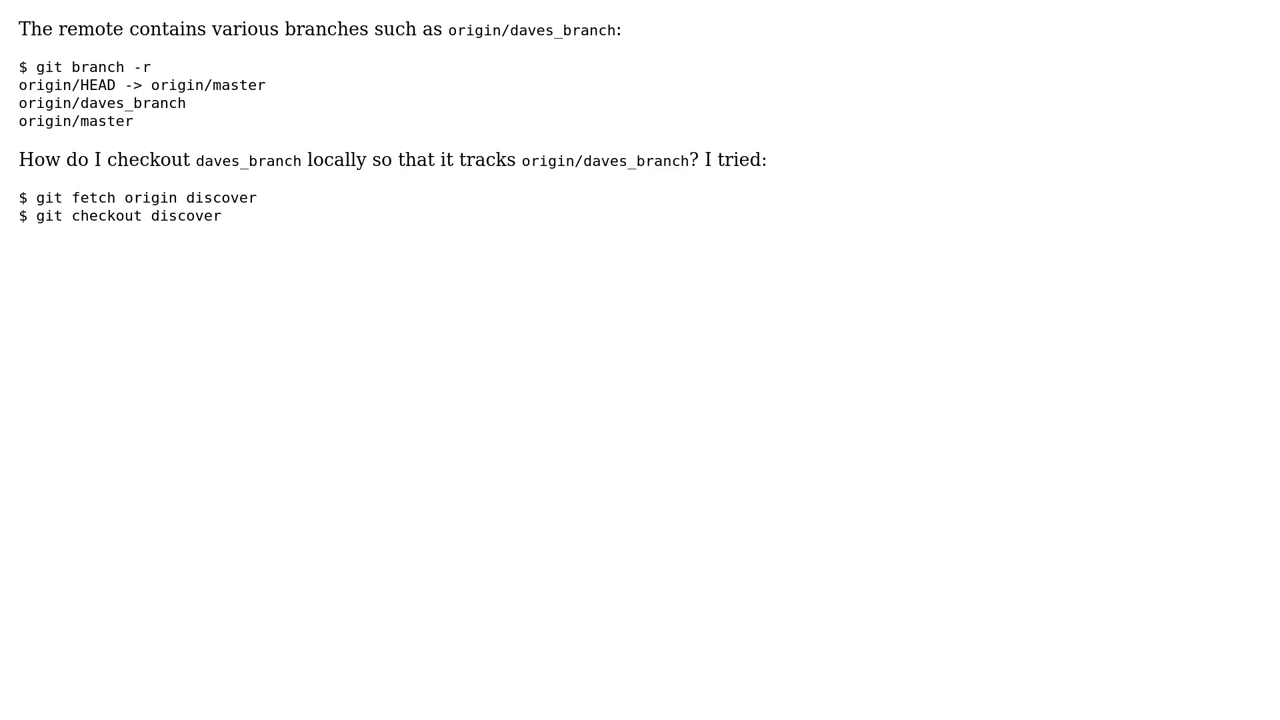 The remote contains various branches such as origin/daves_branch:
$ git branch -r
origin/HEAD -> origin/master
origin/daves_branch
origin/master
How do I checkout daves_branch locally so that it tracks origin/daves_branch? I tried:
$ git fetch origin discover
$ git checkout discover